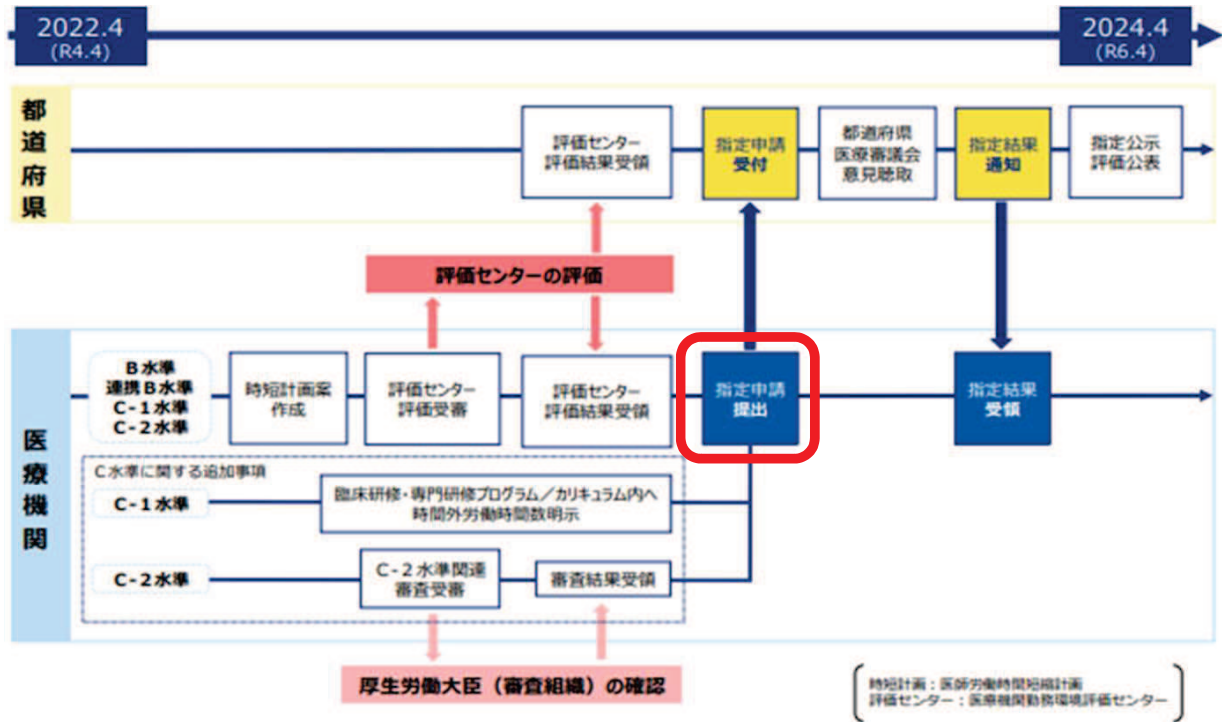 2022.4
(R4.4)
2024.4
(R6.4)
都道府県
評価センター
評価結果受領
指定申請
受付
都道府県
医療審議会
意見聴取
指定結果
通知
指定公示
評価公表
評価センターの評価
医療機関
B水準
連携B水準
C-1水準
C-2水準
時短計画案
作成
評価センター
評価受審
評価センター
評価結果受領
指定申請
提出
指定結果
受領
C水準に関する追加事項
C-1水準
臨床研修・専門研修プログラム/カリキュラム内へ
時間外労働時間数明示
C-2水準
C-2水準関連
審査受審
審査結果受領
厚生労働大臣(審査組織)の確認
時短計画:医師労働時間短縮計画
評価センター:医療機関勤務環境評価センター